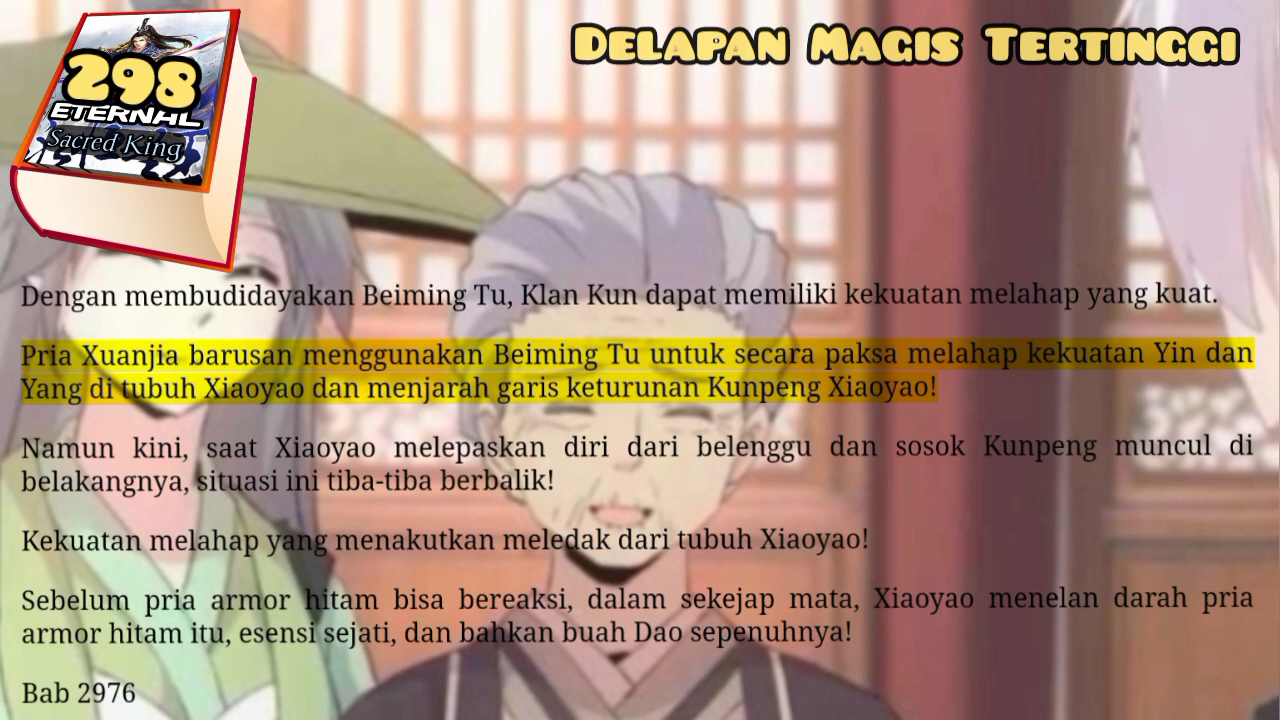 298
ETERNAL
Sacred King
Delapan Magis Tertinggi
Dengan membudidayakan Beiming Tu, Klan Kun dapat memiliki kekuatan melahap yang kuat.
Pria Xuanjia barusan menggunakan Beiming Tu untuk secara paksa melahap kekuatan Yin dan
Yang di tubuh Xiaoyao dan menjarah garis keturunan Kunpeng Xiaoyao!
Namun kini, saat Xiaoyao melepaskan diri dari belenggu dan sosok Kunpeng muncul di
belakangnya, situasi ini tiba-tiba berbalik!
Kekuatan melahap yang menakutkan meledak dari tubuh Xiaoyao!
Sebelum pria armor hitam bisa bereaksi, dalam sekejap mata, Xiaoyao menelan darah pria
armor hitam itu, esensi sejati, dan bahkan buah Dao sepenuhnya!
Bab 2976